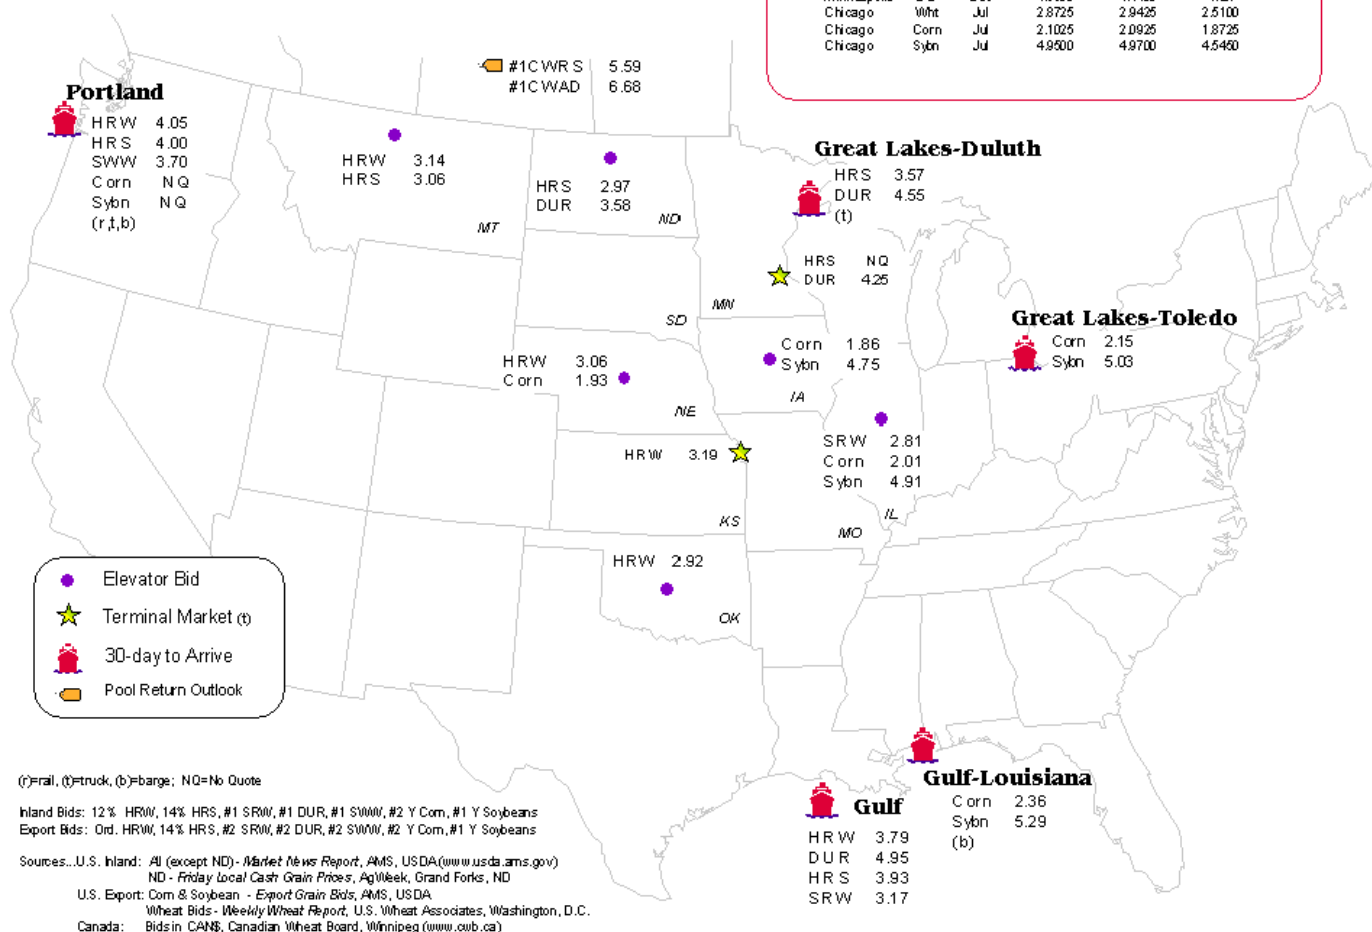 Chicago Wht Jul 2.8725 2.9425 2.5100
Chicago Corn Jul 2.1025 2.0925 1.8725
Chicago Sybn Jul 4.9500 4.9700 4.5450
#1CWRS 5.59
#1CWAD 6.68
Portland
HRW 4.05
HRS 4.00
SWW 3.70
Corn NQ
Sybn NQ
(r,t,b)
HRW 3.14
HRS 3.06
MT
HRS 2.97
DUR 3.58
ND
Great Lakes-Duluth
HRS 3.57
DUR 4.55
(t)
HRS NQ
DUR 4.25
MN
SD
Great Lakes-Toledo
Corn 2.15
Sybn 5.03
HRW 3.06
Corn 1.93
NE
Corn 1.86
Sybn 4.75
IA
HRW 3.19
KS
SRW 2.81
Corn 2.01
Sybn 4.91
IL
MO
HRW 2.92
OK
Elevator Bid
Terminal Market (t)
30-day to Arrive
Pool Return Outlook
Gulf-Louisiana
Corn 2.36
Sybn 5.29
(b)
Gulf
HRW 3.79
DUR 4.95
HRS 3.93
SRW 3.17
(r)=rail, (t)=truck, (b)=barge; NQ=No Quote
Inland Bids: 12% HRW, 14% HRS, #1 SRW, #1 DUR, #1 SWW, #2 Y Corn, #1 Y Soybeans
Export Bids: Ord. HRW, 14% HRS, #2 SRW, #2 DUR, #2 SWW, #2 Y Corn, #1 Y Soybeans
Sources...U.S. Inland: All (except ND) - Market News Report, AMS, USDA(www.usda.ams.gov)
ND - Friday Local Cash Grain Prices, AgWeek, Grand Forks, ND
U.S. Export: Corn & Soybean - Export Grain Bids, AMS, USDA
Wheat Bids - Weekly Wheat Report, U.S. Wheat Associates, Washington, D.C.
Canada: Bids in CAN$, Canadian Wheat Board, Winnipeg (www.cwb.ca)